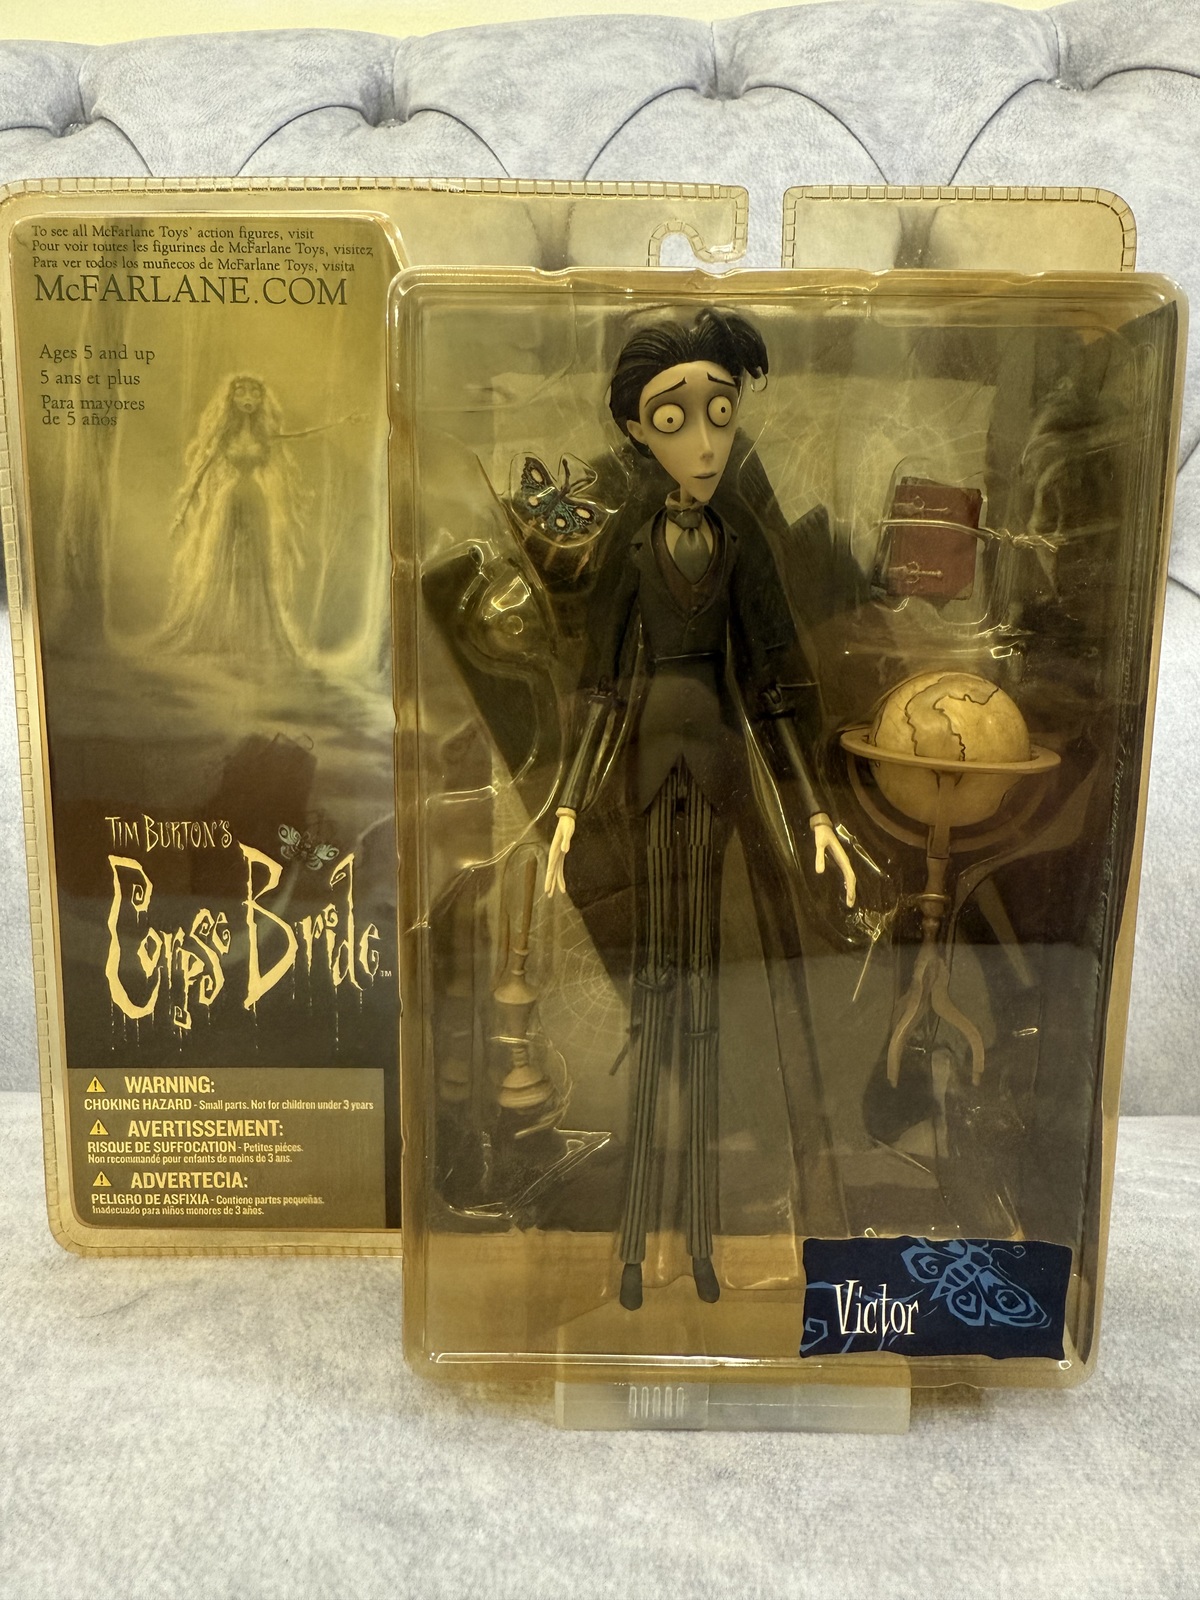 To see all McFarlane Toys' action figures, visit
Pour voir toutes les figurines de McFarlane Toys, visitez
Para ver todos los muñecos de McFarlane Toys, visita
McFARLANE.COM
Ages 5 and up
5 ans et plus
Para mayores
de 5 años
TIM BURTON'S
Corpse Bride™
WARNING:
CHOKING HAZARD - Small parts. Not for children under 3 years
AVERTISSEMENT:
RISQUE DE SUFFOCATION - Petites pièces.
Non recommandé pour enfants de moins de 3 ans.
ADVERTECIA:
PELIGRO DE ASFIXIA - Contiene partes pequeñas.
Inadecuado para niños menores de 3 años.
Victor